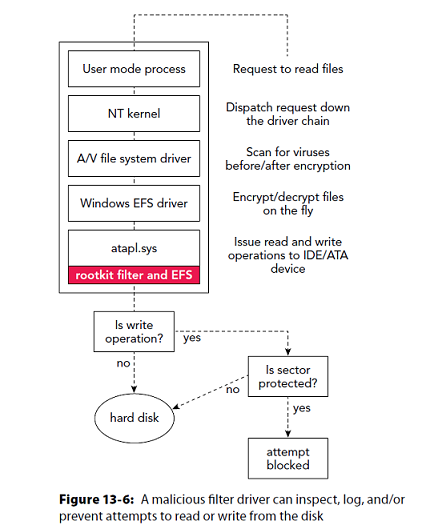 User mode process
Request to read files
NT kernel
Dispatch request down
the driver chain
A/V file system driver
Scan for viruses
before/after encryption
Windows EFS driver
Encrypt/decrypt files
on the fly
atapl.sys
Issue read and write
operations to IDE/ATA
device
rootkit filter and EFS
Is write
operation?
yes
no
Is sector
protected?
no
yes
hard disk
attempt
blocked
Figure 13-6: A malicious filter driver can inspect, log, and/or
prevent attempts to read or write from the disk